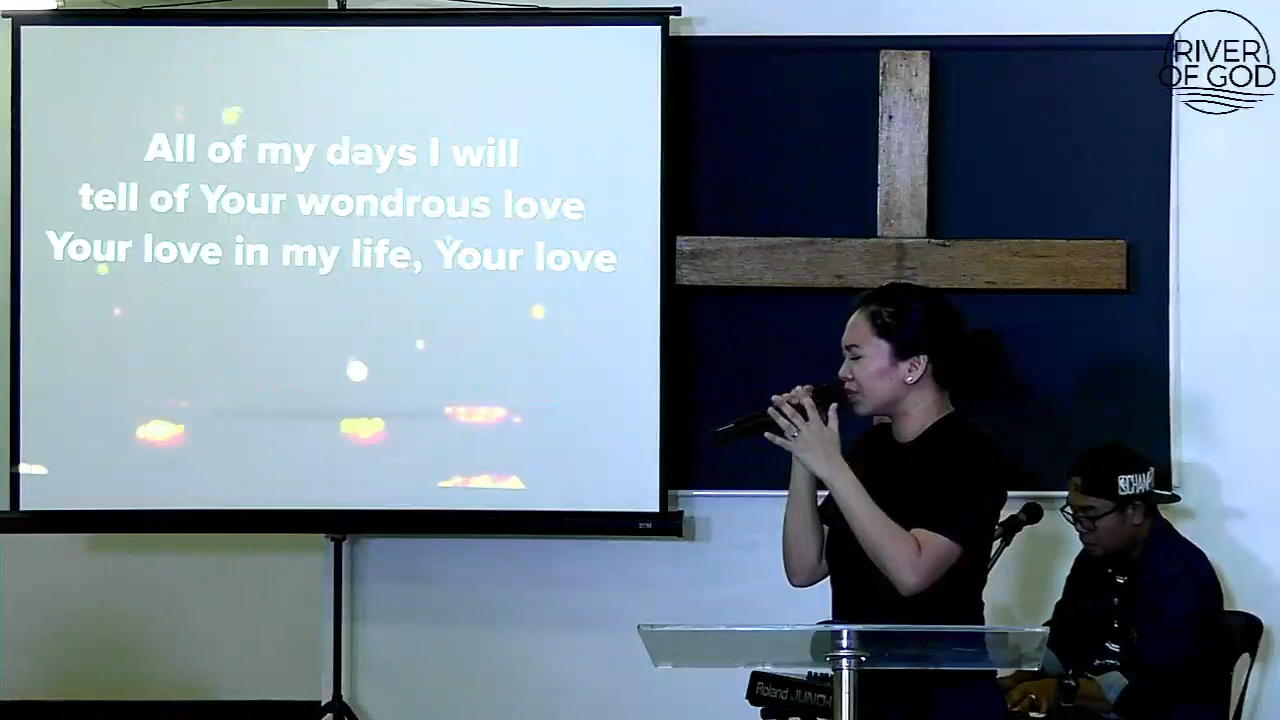 All of my days I will
tell of Your wondrous love
Your love in my life, Your love
RIVER
OF GOD
Roland JUNO